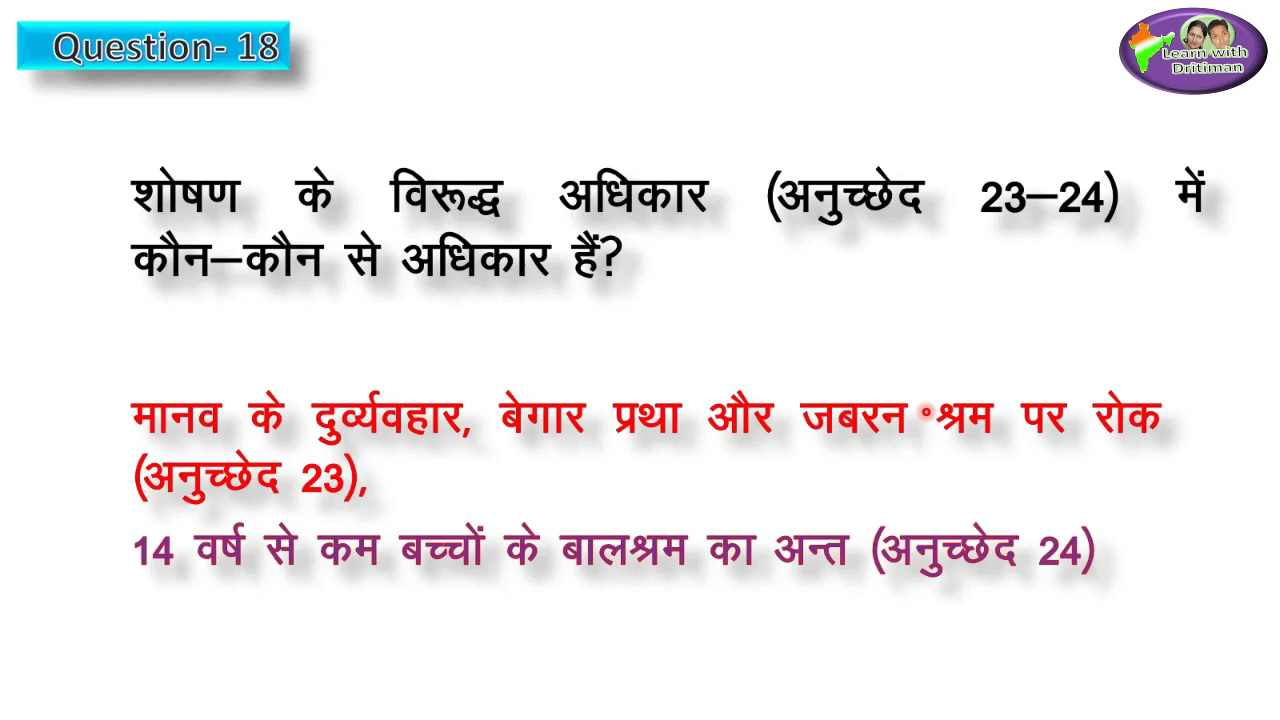 Question- 18
Learn with
Dritiman
शोषण के विरूद्ध अधिकार (अनुच्छेद 23–24) में
कौन–कौन से अधिकार हैं?
मानव के दुर्व्यवहार, बेगार प्रथा और जबरन श्रम पर रोक
(अनुच्छेद 23),
14 वर्ष से कम बच्चों के बालश्रम का अन्त (अनुच्छेद 24)